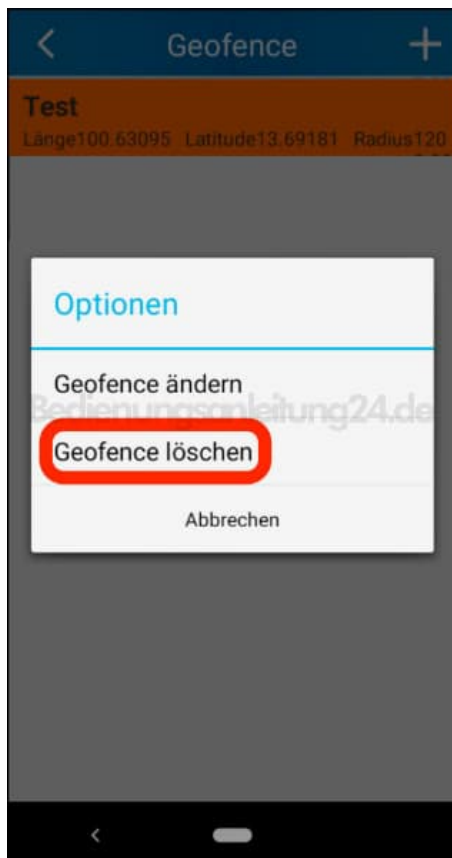 Geofence
Test
Länge100.63095 Latitude13.69181 Radius120
Optionen
Geofence ändern
Bedienungsanleitung24.de
Geofence löschen
Abbrechen